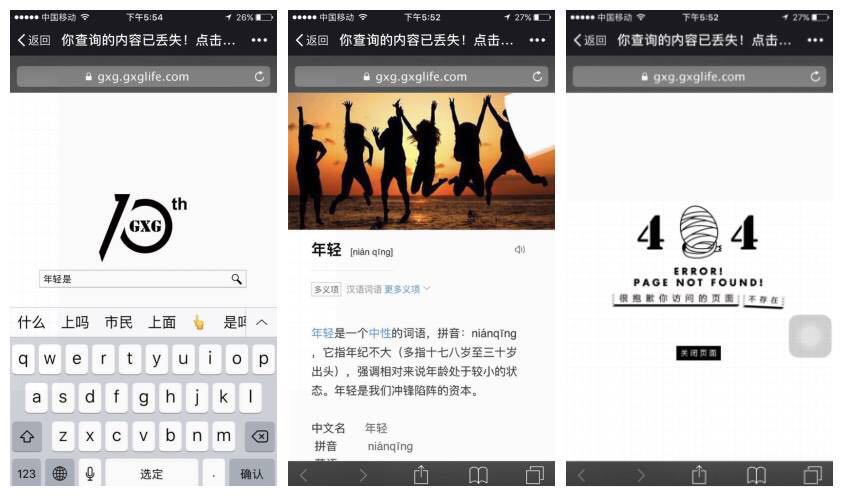 中国移动 下午5:54 26%
返回 你查询的内容已丢失！点击...
gxg.gxglife.com
10th
GXG
年轻是
什么 上吗 市民 上面 👆 是吗
q w e r t y u i o p
a s d f g h j k l
z x c v b n m
123 选定 . 确认
中国移动 下午5:52 27%
返回 你查询的内容已丢失！点击...
gxg.gxglife.com
年轻 [nián qīng]
多义项 汉语词语 更多义项
年轻是一个中性的词语，拼音：niánqīng
，它指年纪不大（多指十七八岁至三十岁
出头），强调相对来说年龄处于较小的状
态。年轻是我们冲锋陷阵的资本。
中文名 年轻
拼音 niánqīng
中国移动 下午5:52 27%
返回 你查询的内容已丢失！点击...
gxg.gxglife.com
404
ERROR!
PAGE NOT FOUND!
很抱歉你访问的页面 不存在
关闭页面